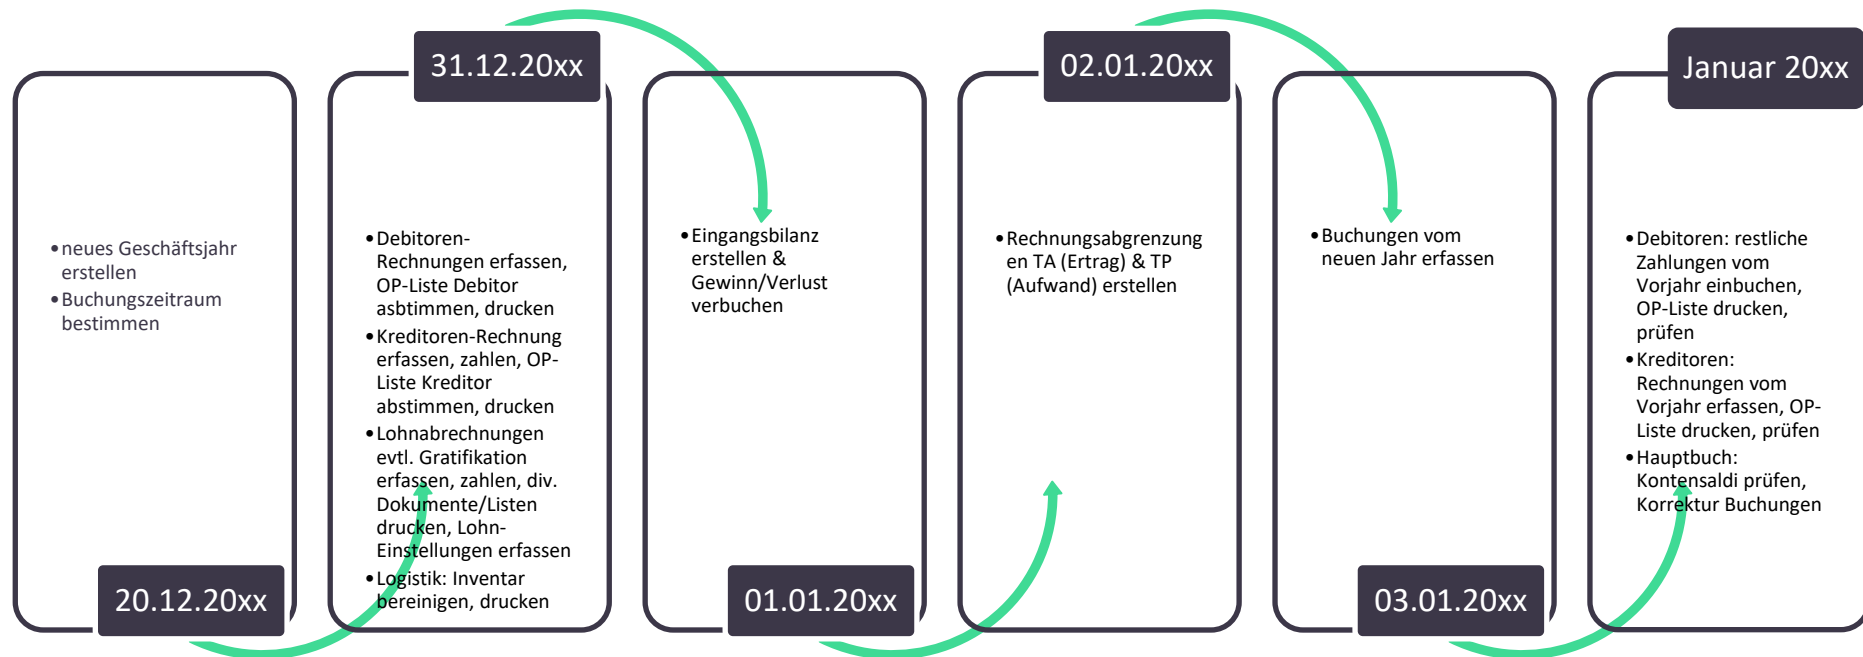 20.12.20xx
•neues Geschäftsjahr
erstellen
•Buchungszeitraum
bestimmen
31.12.20xx
•Debitoren-
Rechnungen erfassen,
OP-Liste Debitor
asbtimmen, drucken
•Kreditoren-Rechnung
erfassen, zahlen, OP-
Liste Kreditor
abstimmen, drucken
•Lohnabrechnungen
evtl. Gratifikation
erfassen, zahlen, div.
Dokumente/Listen
drucken, Lohn-
Einstellungen erfassen
•Logistik: Inventar
bereinigen, drucken
01.01.20xx
•Eingangsbilanz
erstellen &
Gewinn/Verlust
verbuchen
02.01.20xx
•Rechnungsabgrenzung
en TA (Ertrag) & TP
(Aufwand) erstellen
03.01.20xx
•Buchungen vom
neuen Jahr erfassen
Januar 20xx
•Debitoren: restliche
Zahlungen vom
Vorjahr einbuchen,
OP-Liste drucken,
prüfen
•Kreditoren:
Rechnungen vom
Vorjahr erfassen, OP-
Liste drucken, prüfen
•Hauptbuch:
Kontensaldi prüfen,
Korrektur Buchungen